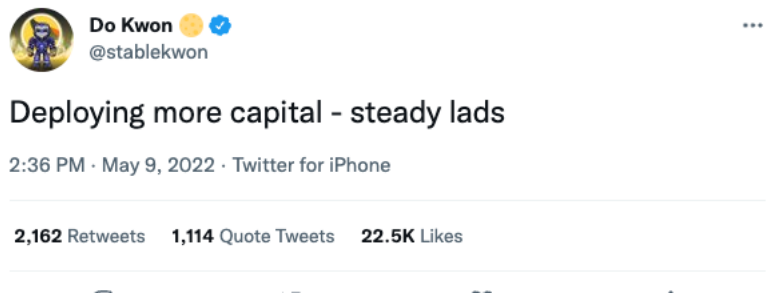 Do Kwon
@stablekwon
Deploying more capital - steady lads
2:36 PM · May 9, 2022 · Twitter for iPhone
2,162 Retweets 1,114 Quote Tweets 22.5K Likes